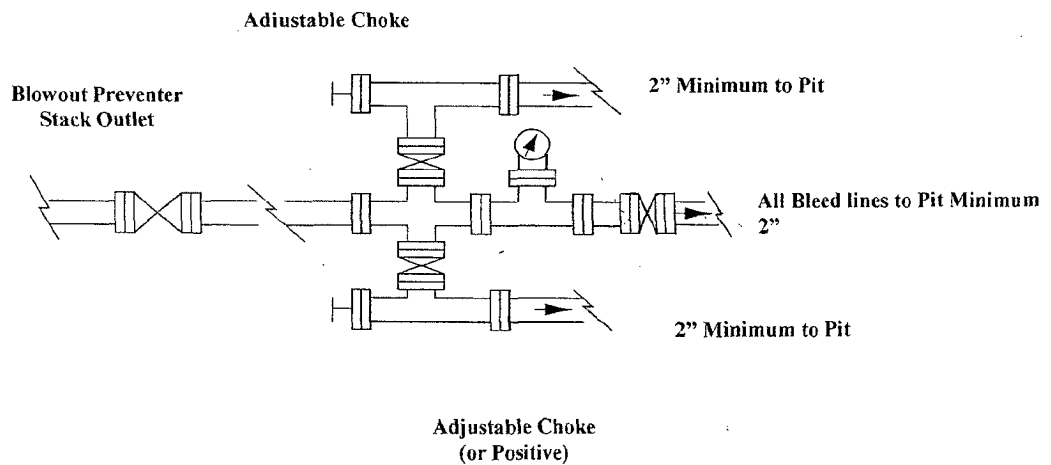 Adiustable Choke
Blowout Preventer
Stack Outlet
2” Minimum to Pit
All Bleed lines to Pit Minimum
2”
2” Minimum to Pit
Adjustable Choke
(or Positive)